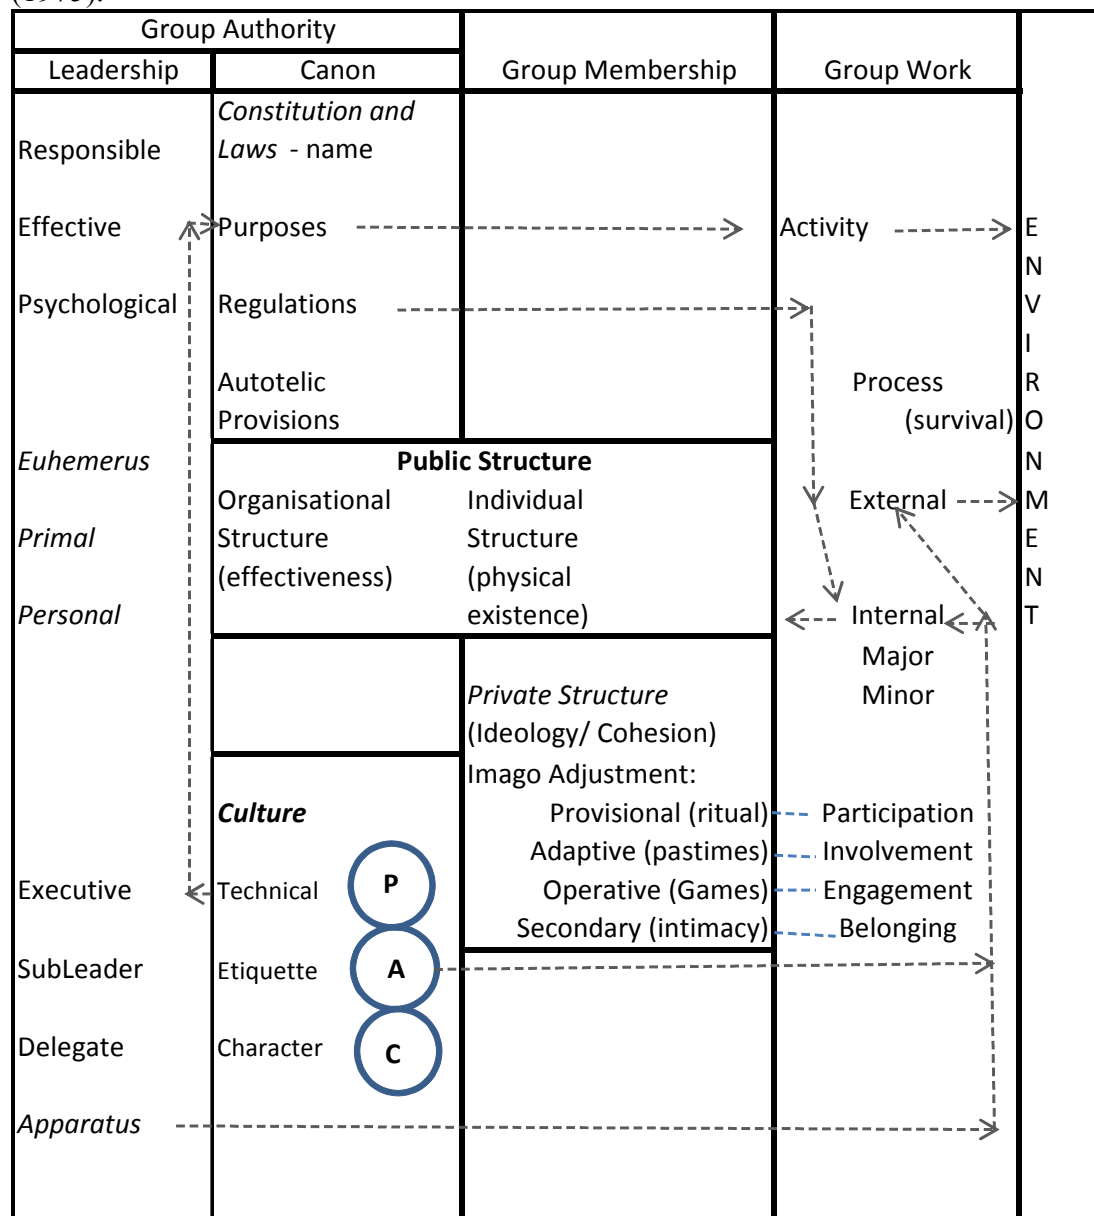 Group Authority
Leadership
Canon
Group Membership
Group Work
Constitution and
Responsible
Laws - name
Effective
Purposes
Activity
E
N
Psychological
Regulations
V
I
Autotelic
Process
R
Provisions
(survival)
O
Euhemerus
Public Structure
N
Organisational
Individual
External
M
Primal
Structure
Structure
E
(effectiveness)
(physical
N
Personal
existence)
Internal
T
Major
Private Structure
Minor
(Ideology/ Cohesion)
Imago Adjustment:
Culture
Provisional (ritual)
Participation
Adaptive (pastimes)
Involvement
Executive
Technical
P
Operative (Games)
Engagement
Secondary (intimacy)
Belonging
SubLeader
Etiquette
A
Delegate
Character
C
Apparatus